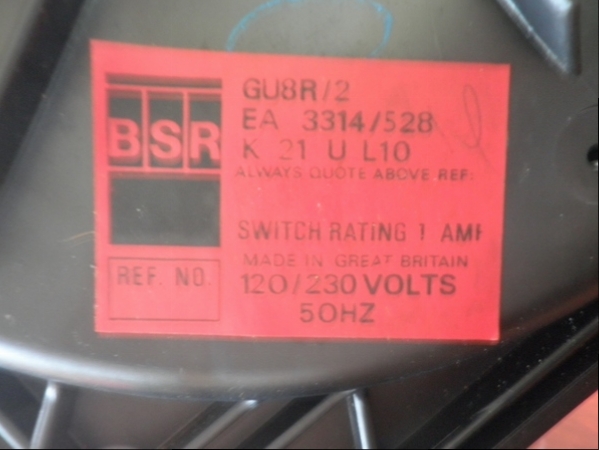 BSR
GU8R/2
EA 3314/528
K 21 U L10
ALWAYS QUOTE ABOVE REF:
SWITCH RATING 1 AMP
MADE IN GREAT BRITAIN
REF. NO.
120/230 VOLTS
50HZ